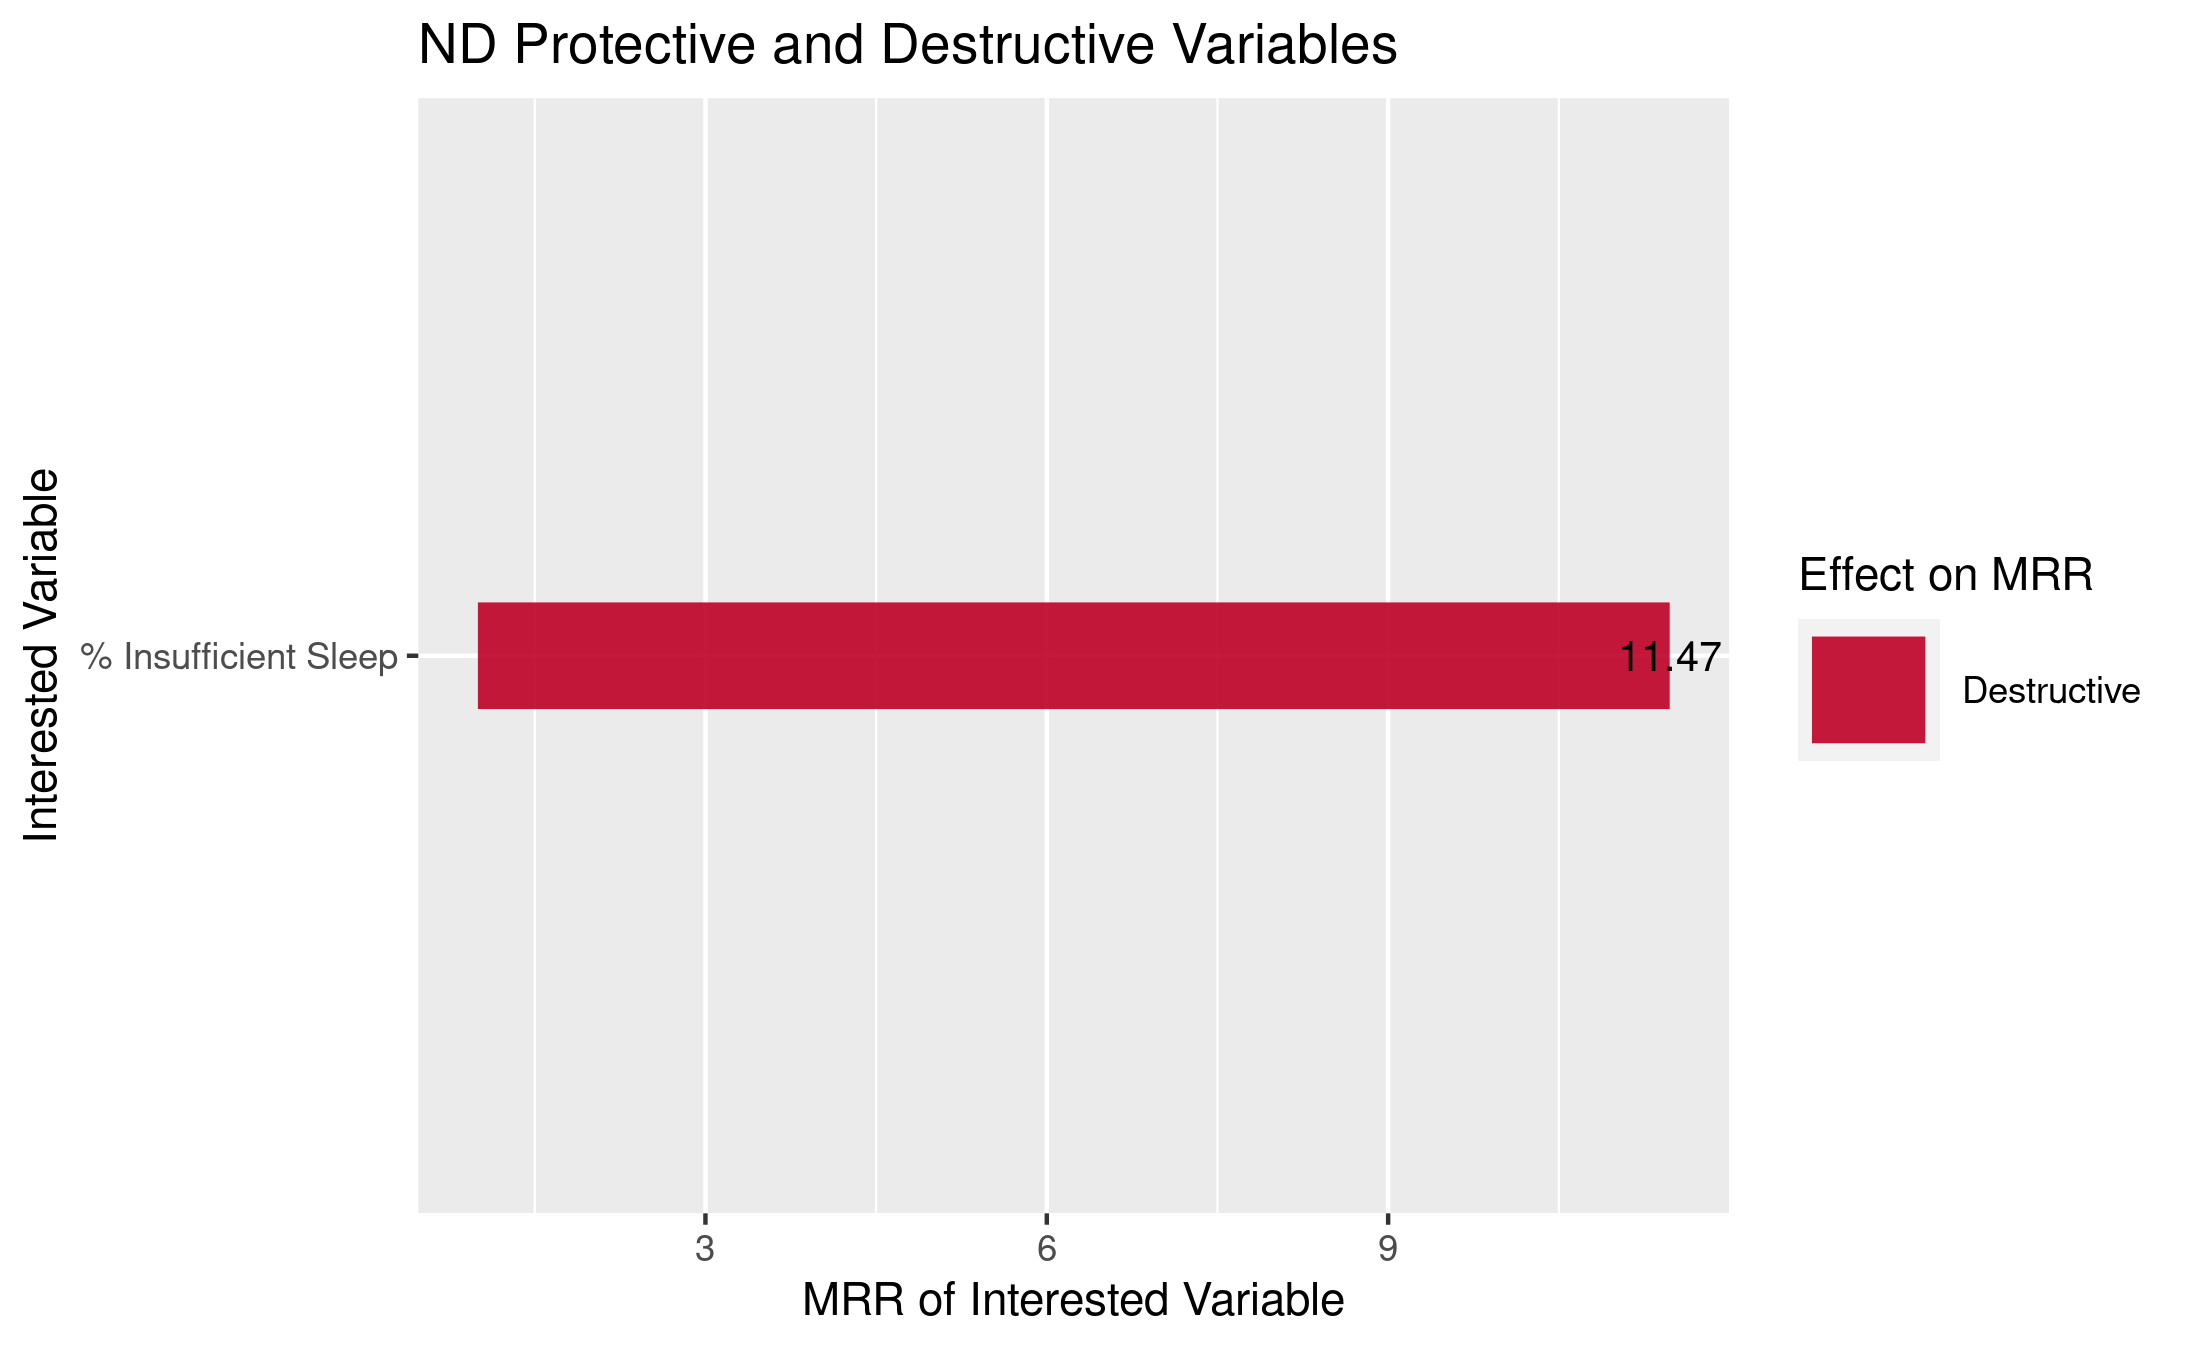 ND Protective and Destructive Variables
Interested Variable
% Insufficient Sleep
11.47
3
6
9
MRR of Interested Variable
Effect on MRR
Destructive